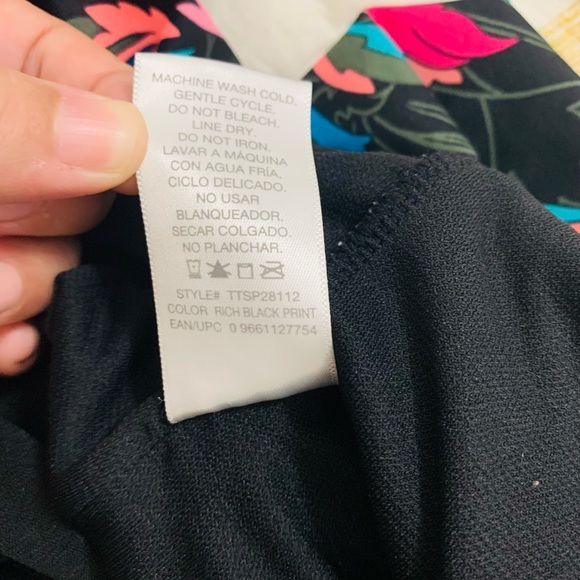 MACHINE WASH COLD,
GENTLE CYCLE.
DO NOT BLEACH.
LINE DRY.
DO NOT IRON.
LAVAR A MÁQUINA
CON AGUA FRÍA.
CICLO DELICADO.
NO USAR
BLANQUEADOR.
SECAR COLGADO.
NO PLANCHAR.
STYLE# TTSP28112
COLOR RICH BLACK PRINT
EAN/UPC 0 9661127754